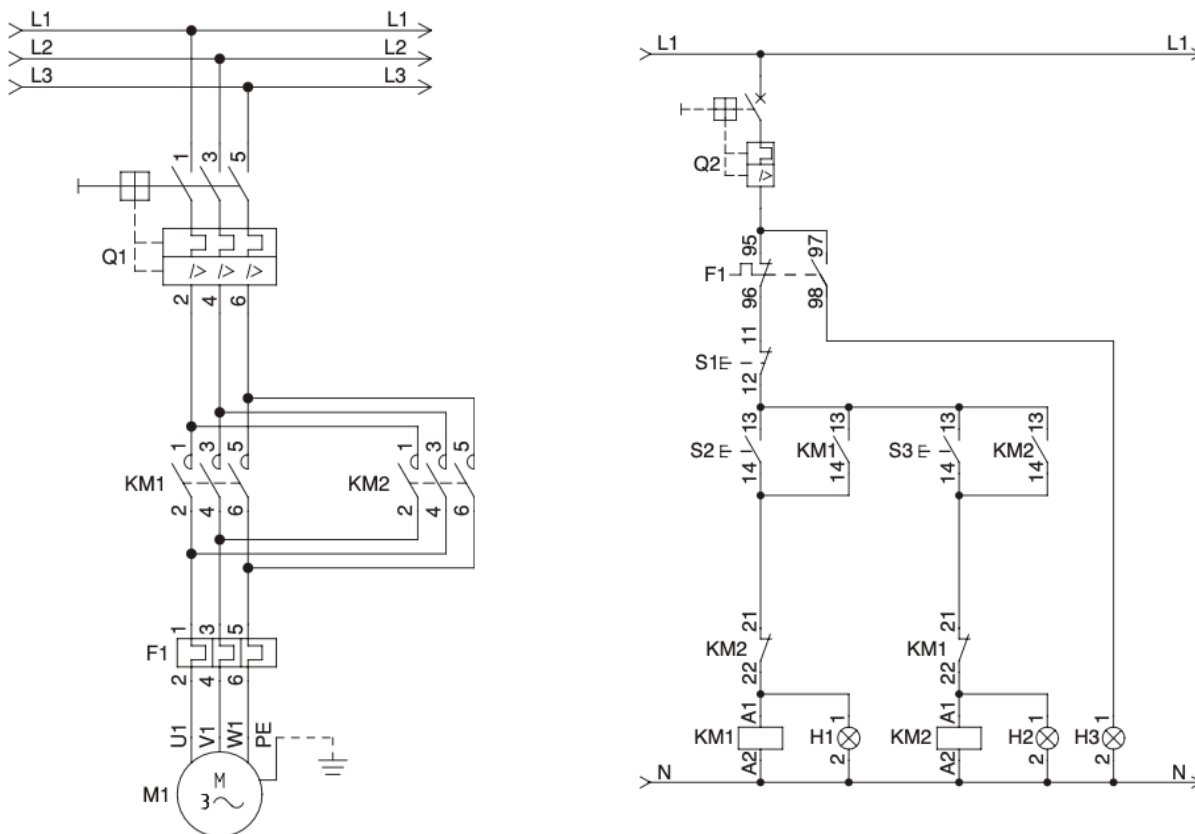 L1 L1
L2 L2
L3 L3
1 3 5
Q1
I> I> I>
2 4 6
1 3 5
KM1
2 4 6
1 3 5
KM2
2 4 6
1 3 5
F1
2 4 6
U1 V1 W1 PE
M1
M
3
L1 L1
Q2
I>
95 97
F1
96 98
11
S1
12
13 13 13 13
S2 KM1 S3 KM2
14 14 14 14
21 21
KM2 KM1
22 22
A1 1 A1 1 1
KM1 H1 KM2 H2 H3
A2 2 A2 2 2
N N